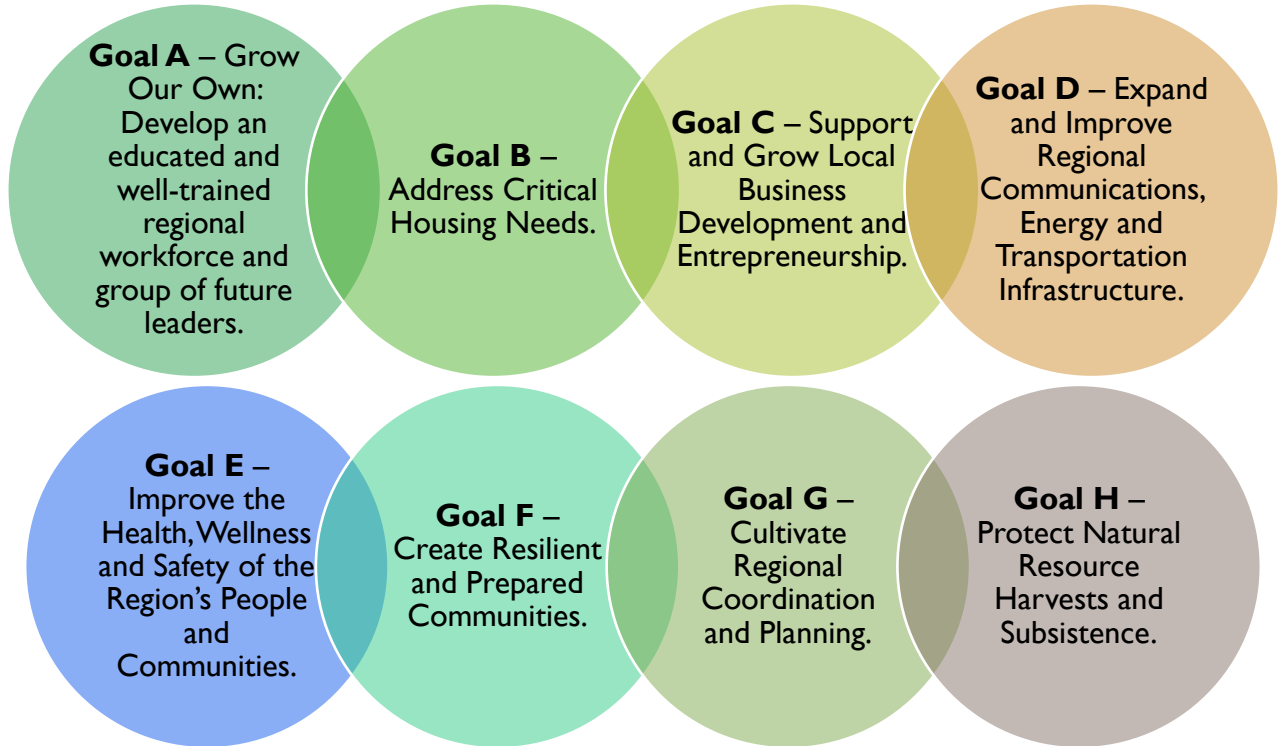 Goal A – Grow
Our Own:
Develop an
educated and
well-trained
regional
workforce and
group of future
leaders.
Goal B –
Address Critical
Housing Needs.
Goal C – Support
and Grow Local
Business
Development and
Entrepreneurship.
Goal D – Expand
and Improve
Regional
Communications,
Energy and
Transportation
Infrastructure.
Goal E –
Improve the
Health, Wellness
and Safety of the
Region’s People
and
Communities.
Goal F –
Create Resilient
and Prepared
Communities.
Goal G –
Cultivate
Regional
Coordination
and Planning.
Goal H –
Protect Natural
Resource
Harvests and
Subsistence.